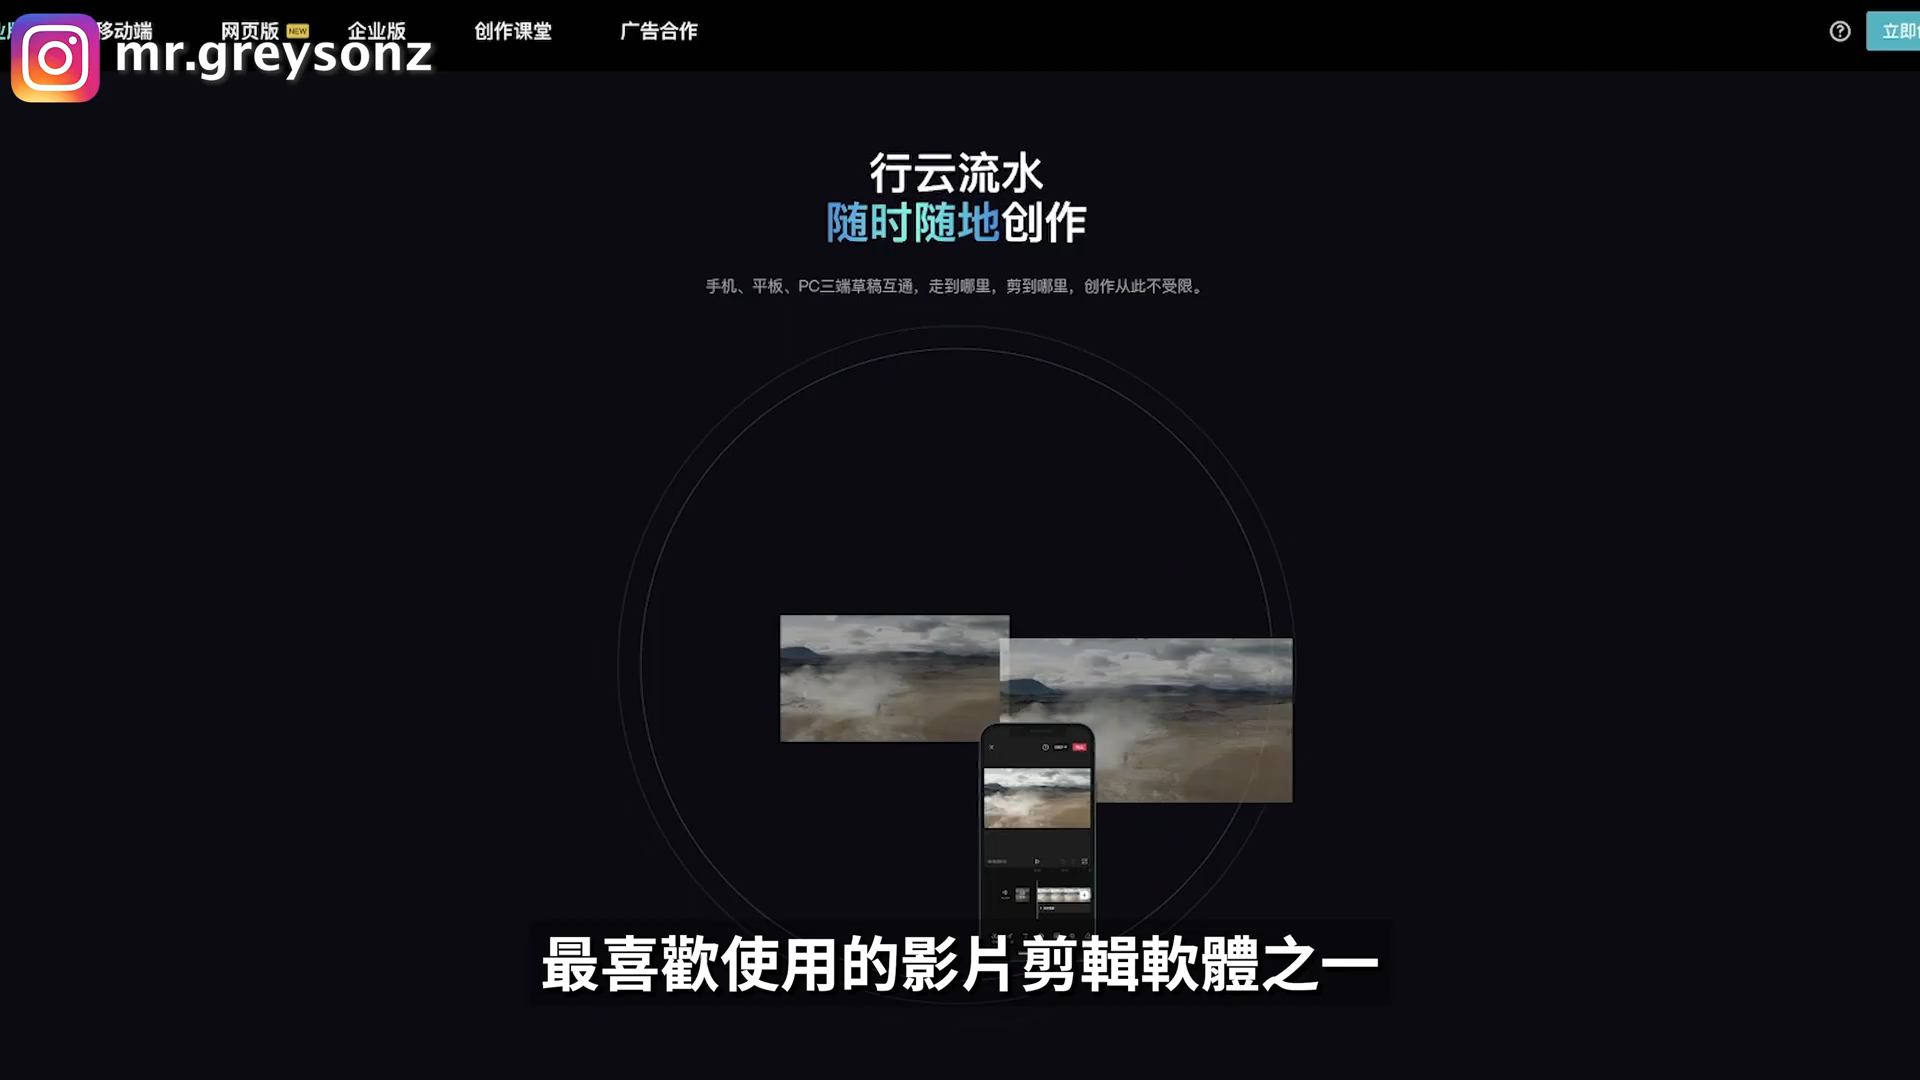 移动端 网页版 NEW 企业版 创作课堂 广告合作
mr.greysonz
行云流水
随时随地创作
手机、平板、PC三端草稿互通，走到哪里，剪到哪里，创作从此不受限。
最喜歡使用的影片剪輯軟體之一